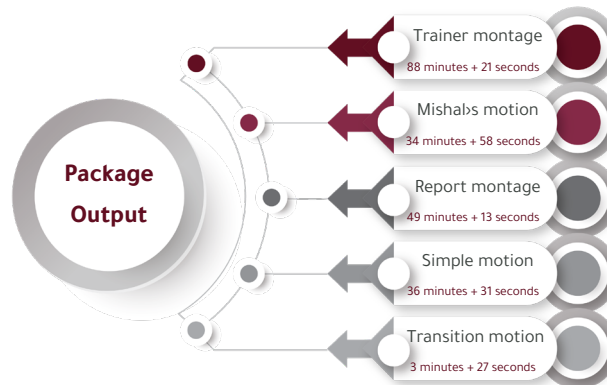 Package
Output
Trainer montage
88 minutes + 21 seconds
Mishal›s motion
34 minutes + 58 seconds
Report montage
49 minutes + 13 seconds
Simple motion
36 minutes + 31 seconds
Transition motion
3 minutes + 27 seconds